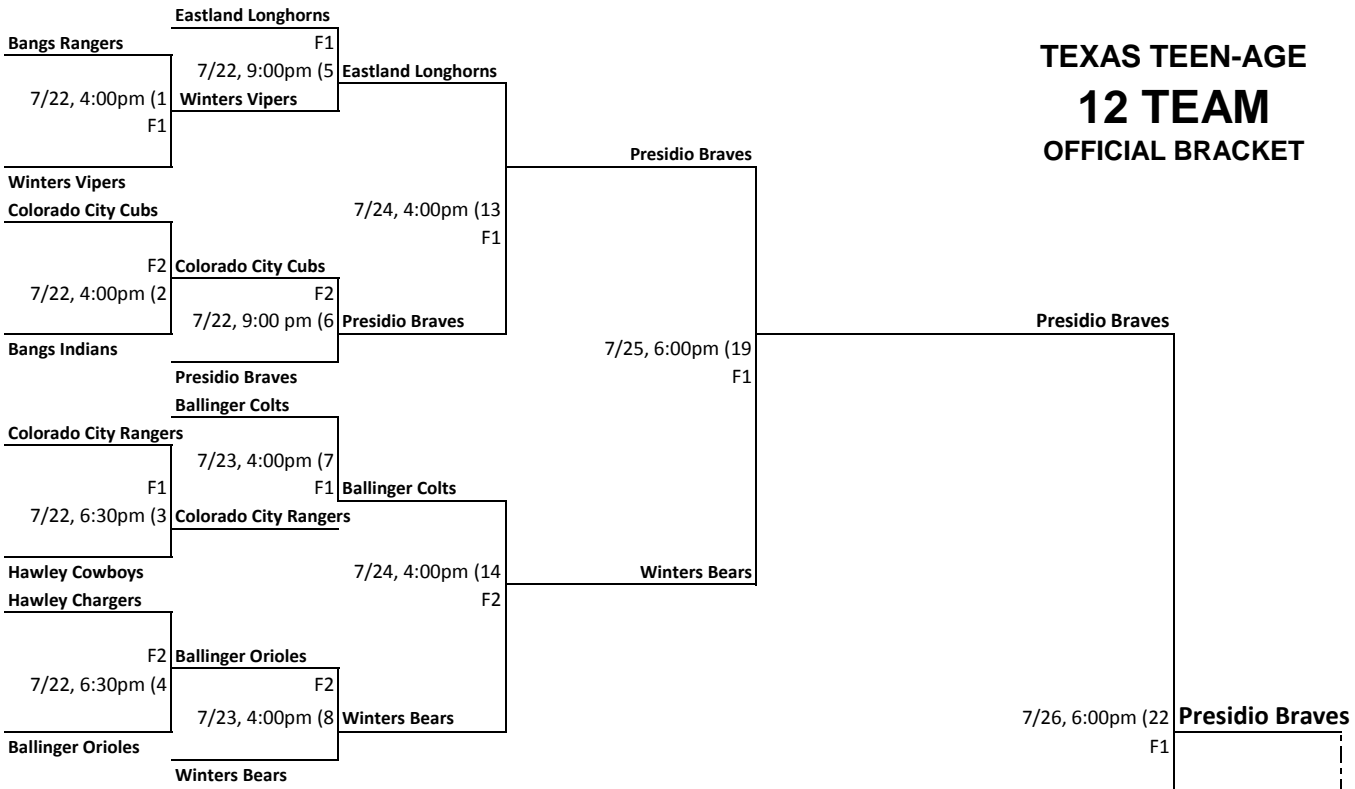 Eastland Longhorns
Bangs Rangers
F1
7/22, 9:00pm (5
Eastland Longhorns
7/22, 4:00pm (1
Winters Vipers
F1
Winters Vipers
TEXAS TEEN-AGE
12 TEAM
OFFICIAL BRACKET
Presidio Braves
Colorado City Cubs
7/24, 4:00pm (13
F1
F2
Colorado City Cubs
7/22, 4:00pm (2
F2
7/22, 9:00 pm (6
Presidio Braves
Presidio Braves
Bangs Indians
7/25, 6:00pm (19
F1
Presidio Braves
Ballinger Colts
Colorado City Rangers
7/23, 4:00pm (7
F1
F1
Ballinger Colts
7/22, 6:30pm (3
Colorado City Rangers
Hawley Cowboys
7/24, 4:00pm (14
Winters Bears
F2
Hawley Chargers
F2
Ballinger Orioles
7/22, 6:30pm (4
F2
7/23, 4:00pm (8
Winters Bears
7/26, 6:00pm (22
Presidio Braves
F1
Ballinger Orioles
Winters Bears